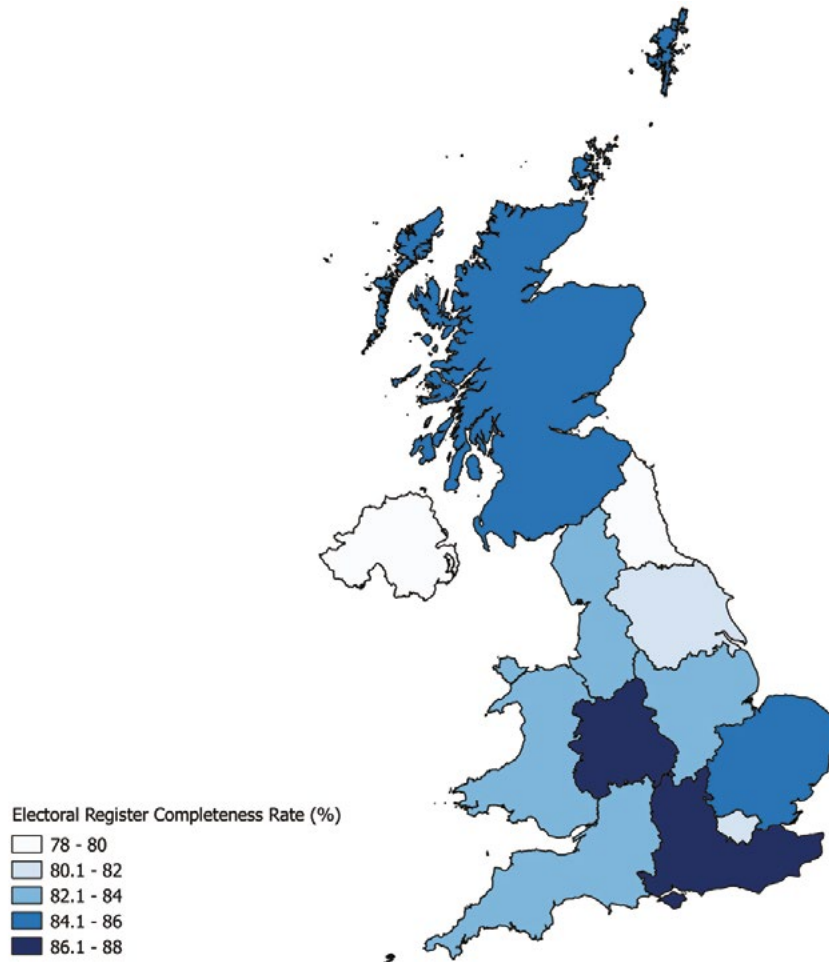 Electoral Register Completeness Rate (%)
78 - 80
80.1 - 82
82.1 - 84
84.1 - 86
86.1 - 88